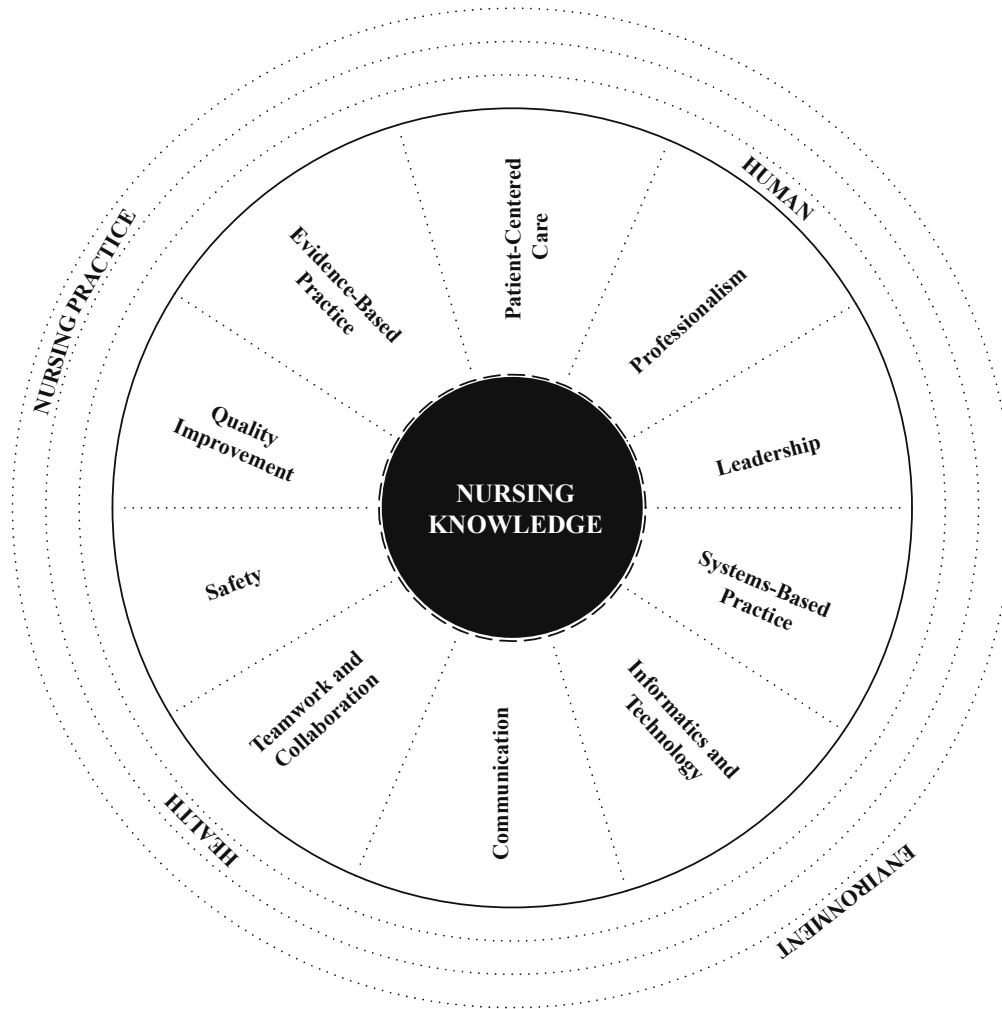 HUMAN
NURSING PRACTICE
HEALTH
ENVIRONMENT
Patient-Centered
Care
Professionalism
Leadership
Systems-Based
Practice
Informatics and
Technology
Communication
Teamwork and
Collaboration
Safety
Quality
Improvement
Evidence-Based
Practice
NURSING
KNOWLEDGE